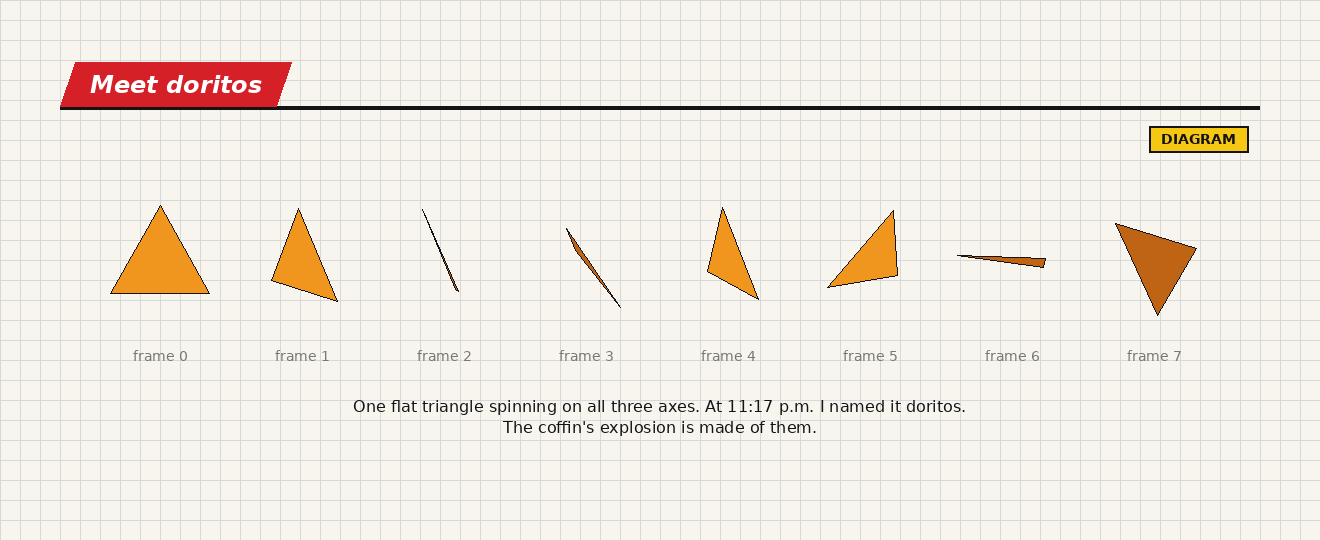 Meet doritos
DIAGRAM
frame 0
frame 1
frame 2
frame 3
frame 4
frame 5
frame 6
frame 7
One flat triangle spinning on all three axes. At 11:17 p.m. I named it doritos.
The coffin's explosion is made of them.